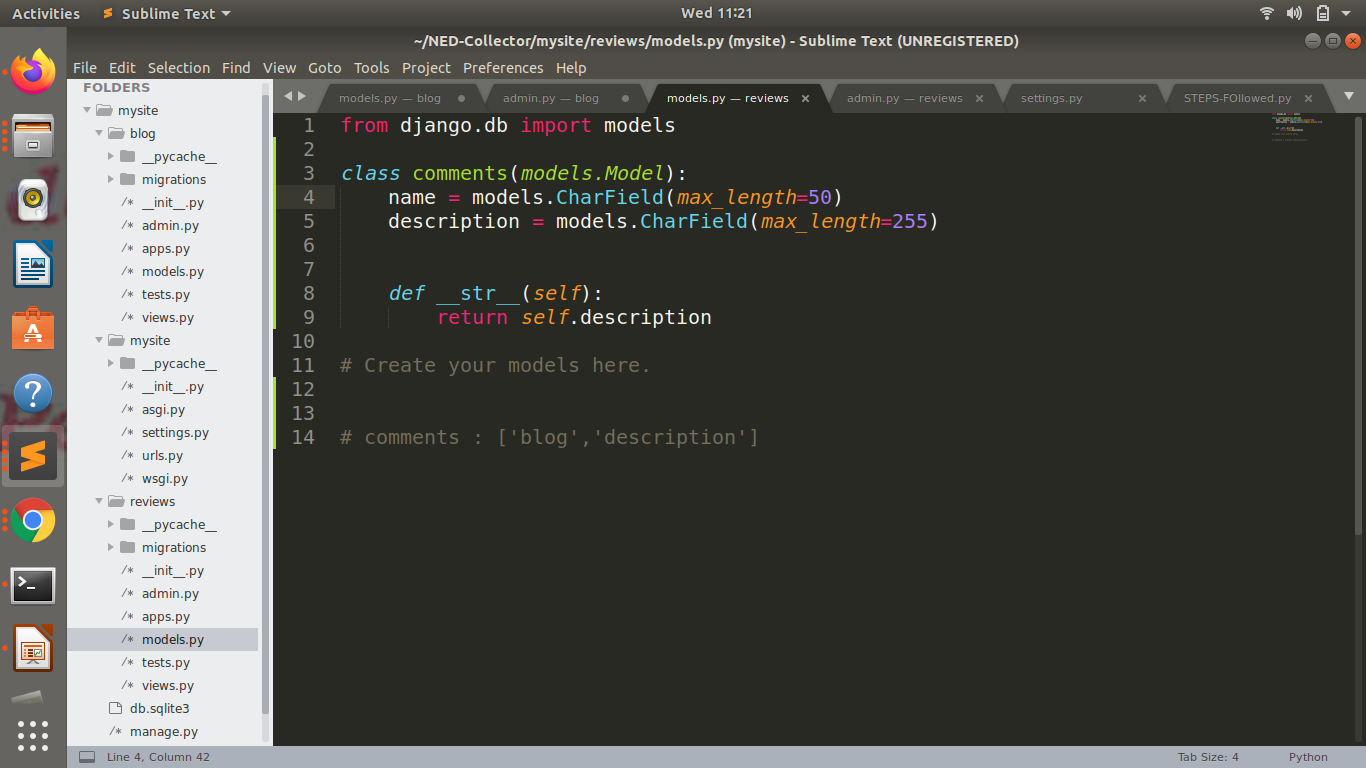 Activities Sublime Text Wed 11:21
~/NED-Collector/mysite/reviews/models.py (mysite) - Sublime Text (UNREGISTERED)
File Edit Selection Find View Goto Tools Project Preferences Help
FOLDERS
mysite
blog
__pycache__
migrations
__init__.py
admin.py
apps.py
models.py
tests.py
views.py
mysite
__pycache__
__init__.py
asgi.py
settings.py
urls.py
wsgi.py
reviews
__pycache__
migrations
__init__.py
admin.py
apps.py
models.py
tests.py
views.py
db.sqlite3
manage.py
models.py — blog admin.py — blog models.py — reviews admin.py — reviews settings.py STEPS-FOllowed.py
1 from django.db import models
2
3 class comments(models.Model):
4 name = models.CharField(max_length=50)
5 description = models.CharField(max_length=255)
6
7
8 def __str__(self):
9 return self.description
10
11 # Create your models here.
12
13
14 # comments : ['blog','description']
Line 4, Column 42 Tab Size: 4 Python